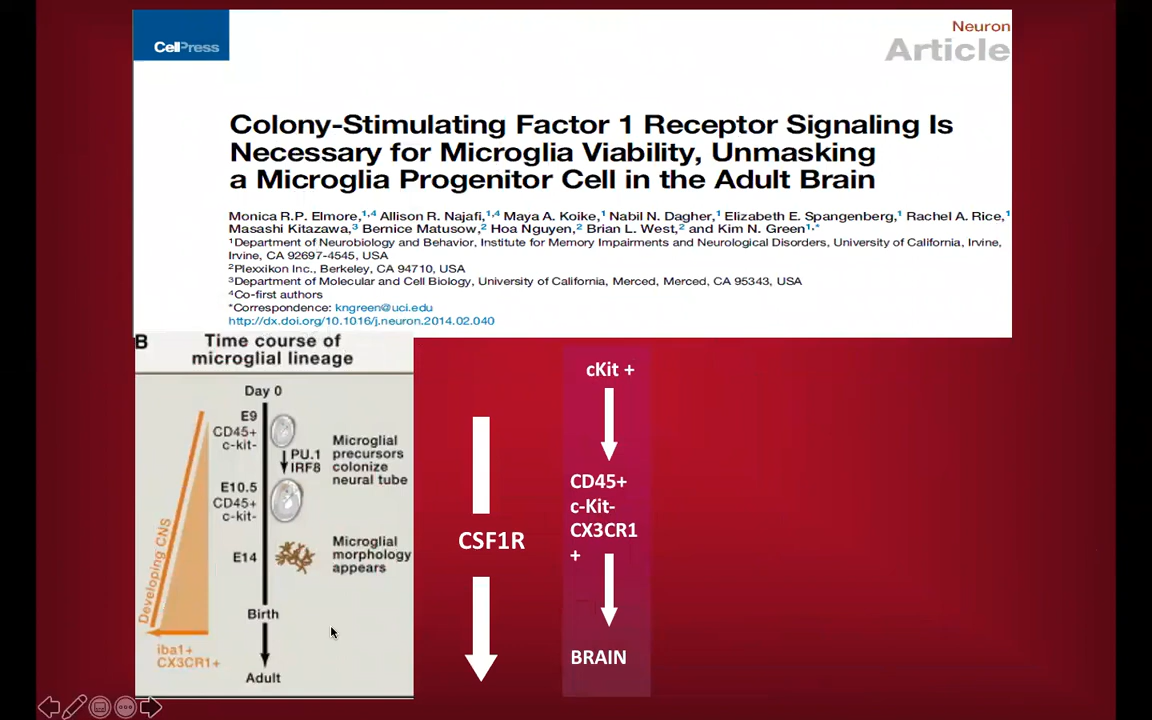 CellPress
Neuron
Article
Colony-Stimulating Factor 1 Receptor Signaling Is
Necessary for Microglia Viability, Unmasking
a Microglia Progenitor Cell in the Adult Brain
Monica R.P. Elmore,1,4 Allison R. Najafi,1,4 Maya A. Koike,1 Nabil N. Dagher,1 Elizabeth E. Spangenberg,1 Rachel A. Rice,1
Masashi Kitazawa,3 Bernice Matusow,2 Hoa Nguyen,2 Brian L. West,2 and Kim N. Green1,*
1Department of Neurobiology and Behavior, Institute for Memory Impairments and Neurological Disorders, University of California, Irvine,
Irvine, CA 92697-4545, USA
2Plexxikon Inc., Berkeley, CA 94710, USA
3Department of Molecular and Cell Biology, University of California, Merced, Merced, CA 95343, USA
4Co-first authors
*Correspondence: kngreen@uci.edu
http://dx.doi.org/10.1016/j.neuron.2014.02.040
B
Time course of
microglial lineage
Day 0
E9
CD45+
c-kit-
PU.1
IRF8
Microglial
precursors
colonize
neural tube
E10.5
CD45+
c-kit-
E14
Microglial
morphology
appears
Developing CNS
Birth
iba1+
CX3CR1+
Adult
CSF1R
cKit +
CD45+
c-Kit-
CX3CR1
+
BRAIN